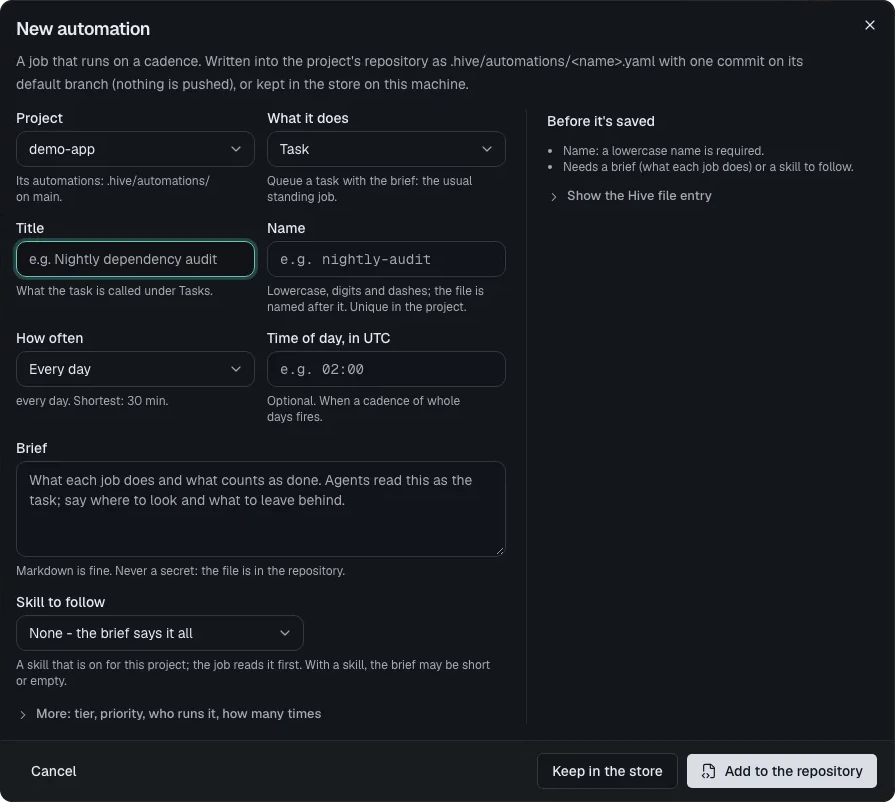 New automation
A job that runs on a cadence. Written into the project's repository as .hive/automations/<name>.yaml with one commit on its
default branch (nothing is pushed), or kept in the store on this machine.
Project
demo-app
Its automations: .hive/automations/
on main.
What it does
Task
Queue a task with the brief: the usual
standing job.
Title
e.g. Nightly dependency audit
What the task is called under Tasks.
Name
e.g. nightly-audit
Lowercase, digits and dashes; the file is
named after it. Unique in the project.
How often
Every day
every day. Shortest: 30 min.
Time of day, in UTC
e.g. 02:00
Optional. When a cadence of whole
days fires.
Brief
What each job does and what counts as done. Agents read this as the
task; say where to look and what to leave behind.
Markdown is fine. Never a secret: the file is in the repository.
Skill to follow
None - the brief says it all
A skill that is on for this project; the job reads it first. With a skill, the brief may be short
or empty.
More: tier, priority, who runs it, how many times
Before it's saved
• Name: a lowercase name is required.
• Needs a brief (what each job does) or a skill to follow.
Show the Hive file entry
Cancel
Keep in the store
Add to the repository